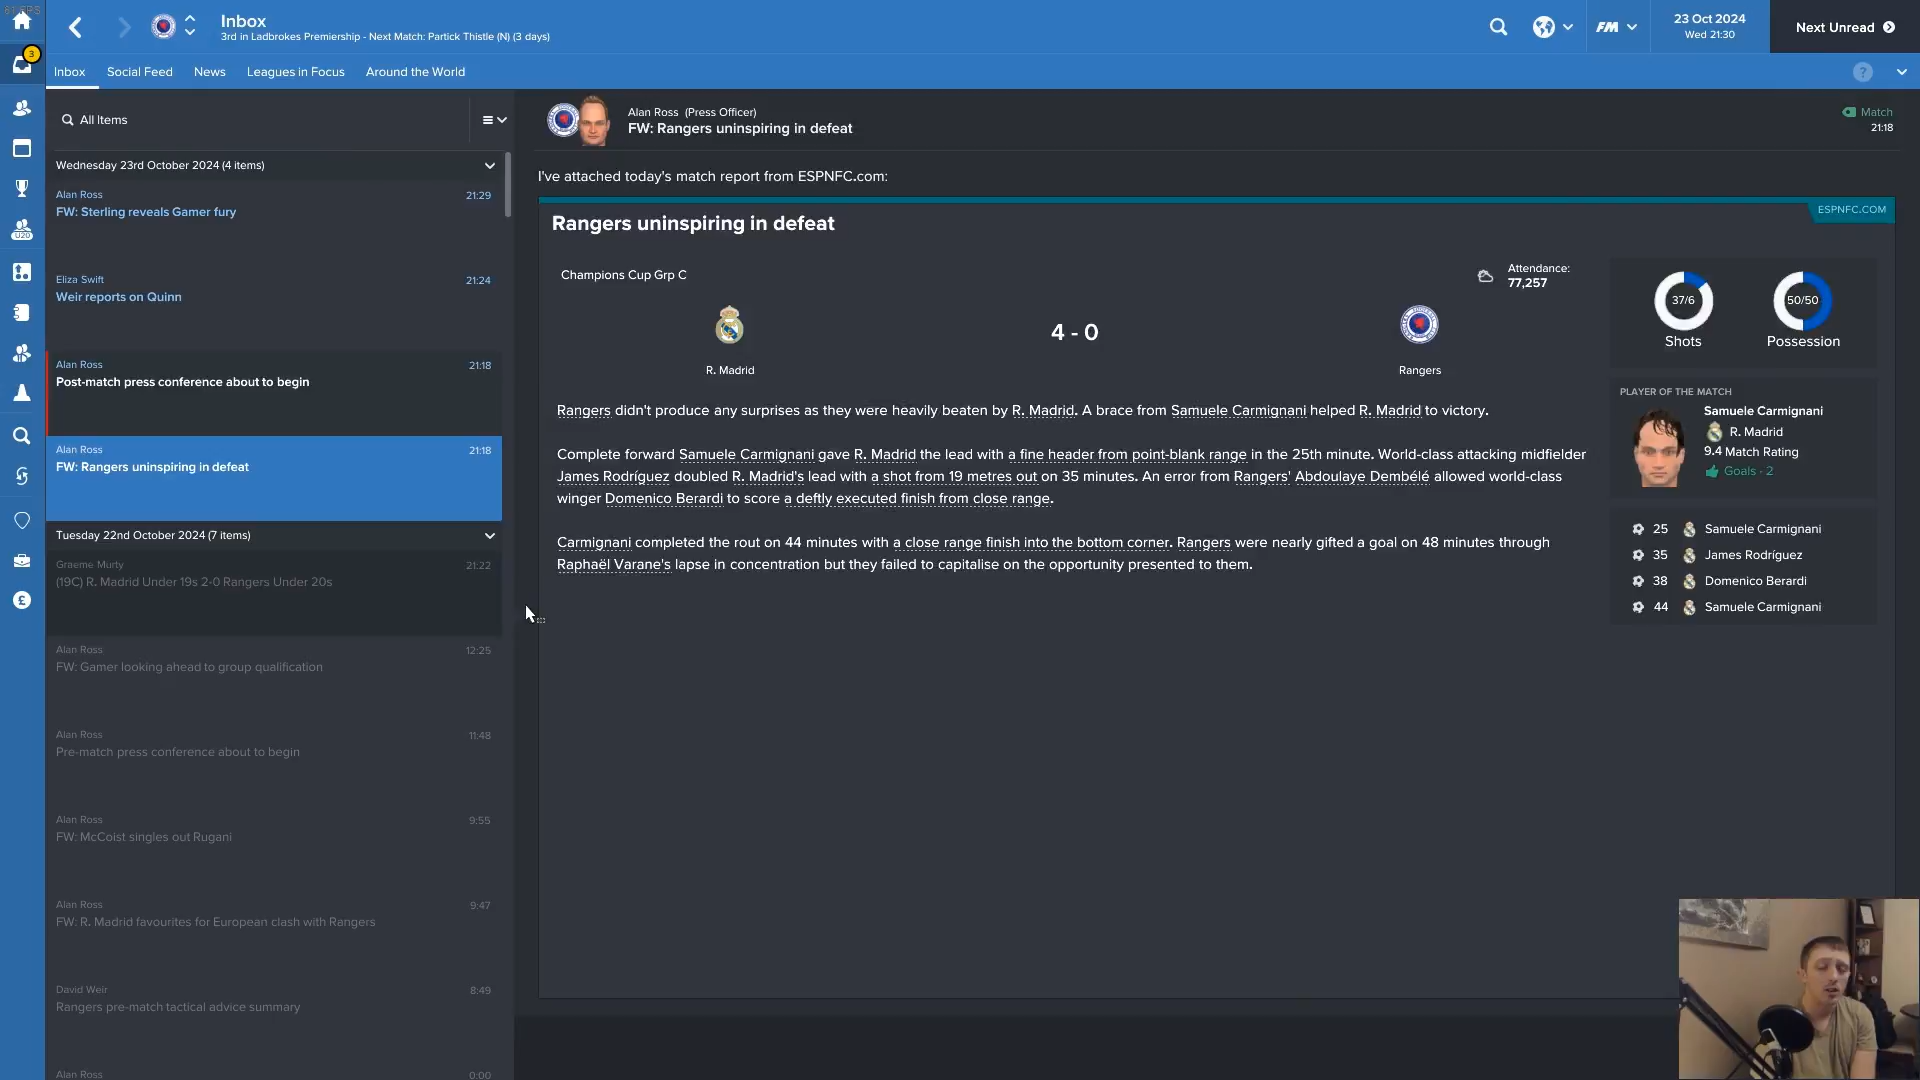 61 FPS
Inbox
3rd in Ladbrokes Premiership - Next Match: Partick Thistle (N) (3 days)
FM
23 Oct 2024
Wed 21:30
Next Unread
3
Inbox
Social Feed
News
Leagues in Focus
Around the World
?
All Items
Wednesday 23rd October 2024 (4 items)
Alan Ross 21:29
FW: Sterling reveals Gamer fury
Eliza Swift 21:24
Weir reports on Quinn
Alan Ross 21:18
Post-match press conference about to begin
Alan Ross 21:18
FW: Rangers uninspiring in defeat
Tuesday 22nd October 2024 (7 items)
Graeme Murty 21:22
(19C) R. Madrid Under 19s 2-0 Rangers Under 20s
Alan Ross 12:25
FW: Gamer looking ahead to group qualification
Alan Ross 11:48
Pre-match press conference about to begin
Alan Ross 9:55
FW: McCoist singles out Rugani
Alan Ross 9:47
FW: R. Madrid favourites for European clash with Rangers
David Weir 8:49
Rangers pre-match tactical advice summary
Alan Ross 0:00
U20
£
Alan Ross (Press Officer)
FW: Rangers uninspiring in defeat
Match
21:18
I've attached today's match report from ESPNFC.com:
ESPNFC.COM
Rangers uninspiring in defeat
Champions Cup Grp C
Attendance:
77,257
4 - 0
R. Madrid
Rangers
37/6
Shots
50/50
Possession
Rangers didn't produce any surprises as they were heavily beaten by R. Madrid. A brace from Samuele Carmignani helped R. Madrid to victory.
Complete forward Samuele Carmignani gave R. Madrid the lead with a fine header from point-blank range in the 25th minute. World-class attacking midfielder
James Rodríguez doubled R. Madrid's lead with a shot from 19 metres out on 35 minutes. An error from Rangers' Abdoulaye Dembélé allowed world-class
winger Domenico Berardi to score a deftly executed finish from close range.
Carmignani completed the rout on 44 minutes with a close range finish into the bottom corner. Rangers were nearly gifted a goal on 48 minutes through
Raphaël Varane's lapse in concentration but they failed to capitalise on the opportunity presented to them.
PLAYER OF THE MATCH
Samuele Carmignani
R. Madrid
9.4 Match Rating
Goals - 2
25 Samuele Carmignani
35 James Rodríguez
38 Domenico Berardi
44 Samuele Carmignani